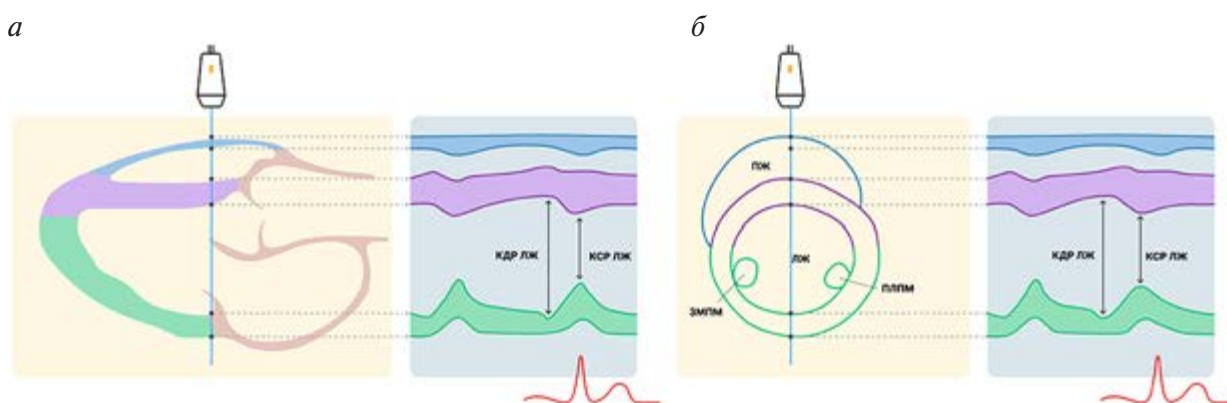 а
б
КДР ЛЖ
КСР ЛЖ
ПЖ
ЛЖ
ЗМПМ
ПЛПМ
КДР ЛЖ
КСР ЛЖ